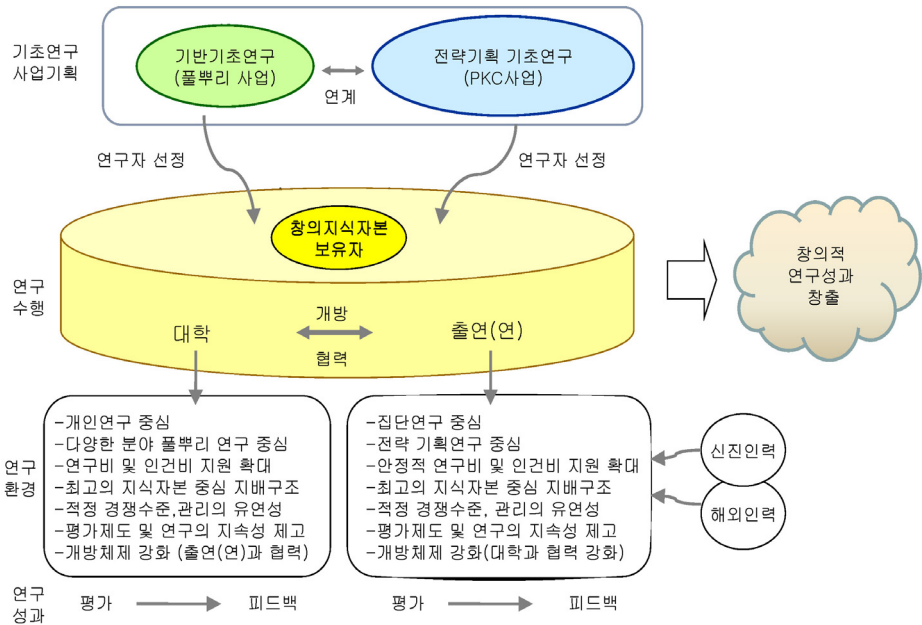 기초연구
사업기획
기반기초연구
(풀뿌리 사업)
연계
전략기획 기초연구
(PKC사업)
연구자 선정
연구자 선정
창의지식자본
보유자
연구
수행
대학
개방
협력
출연(연)
창의적
연구성과
창출
연구
환경
-개인연구 중심
-다양한 분야 풀뿌리 연구 중심
-연구비 및 인건비 지원 확대
-최고의 지식자본 중심 지배구조
-적정 경쟁수준,관리의 유연성
-평가제도 및 연구의 지속성 제고
-개방체제 강화 (출연(연)과 협력)
-집단연구 중심
-전략 기획연구 중심
-안정적 연구비 및 인건비 지원 확대
-최고의 지식자본 중심 지배구조
-적정 경쟁수준, 관리의 유연성
-평가제도 및 연구의 지속성 제고
-개방체제 강화(대학과 협력 강화)
신진인력
해외인력
연구
성과
평가
피드백
평가
피드백